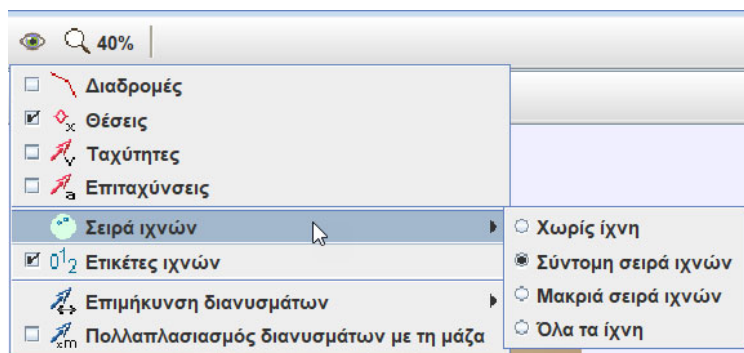 40%
Διαδρομές
Θέσεις
Ταχύτητες
Επιταχύνσεις
Σειρά ιχνών
Ετικέτες ιχνών
Επιμήκυνση διανυσμάτων
Πολλαπλασιασμός διανυσμάτων με τη μάζα
Χωρίς ίχνη
Σύντομη σειρά ιχνών
Μακριά σειρά ιχνών
Όλα τα ίχνη